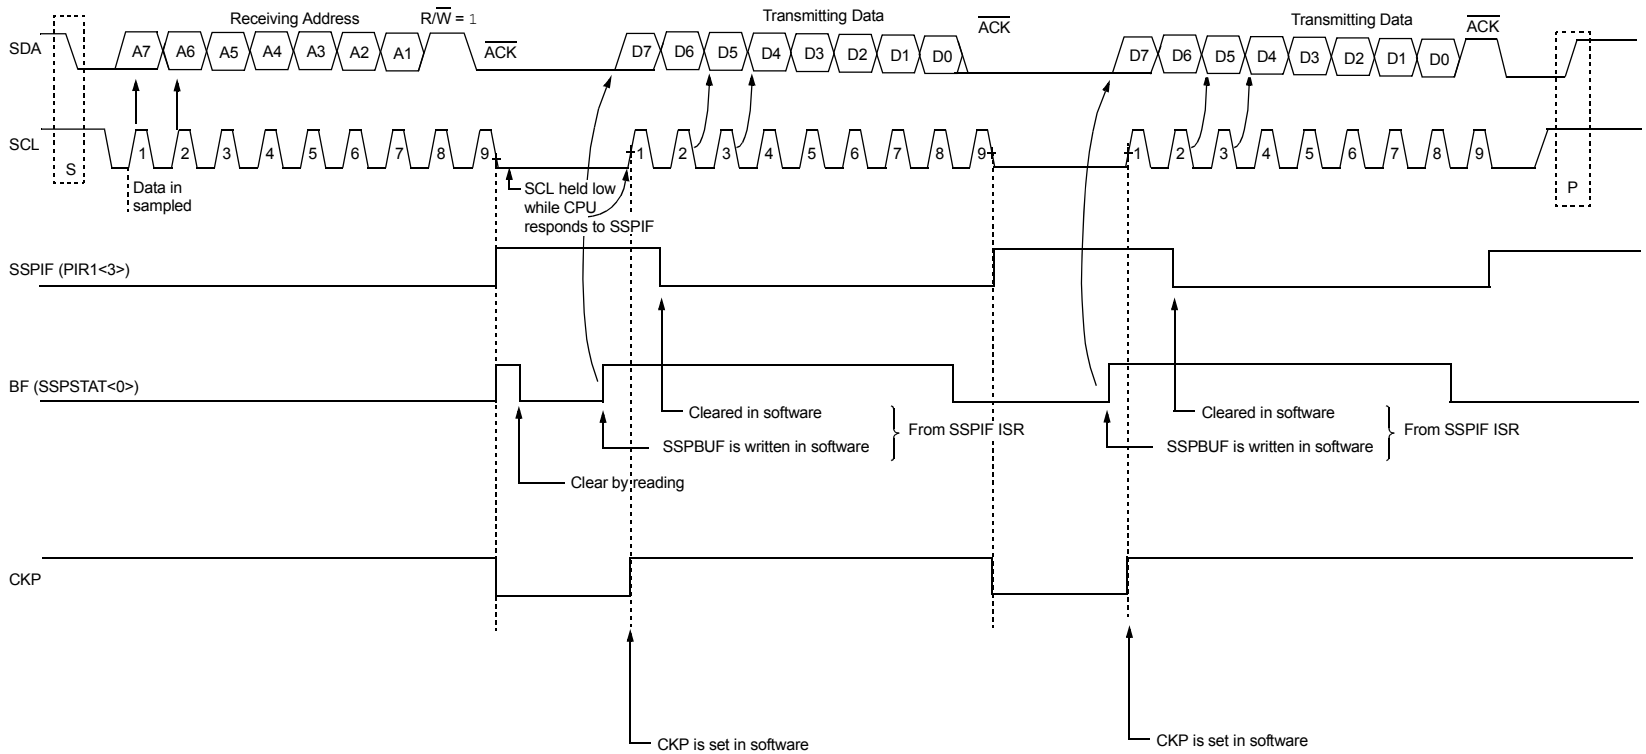 Receiving Address R/W = 1 Transmitting Data ACK Transmitting Data ACK
SDA A7 A6 A5 A4 A3 A2 A1 ACK D7 D6 D5 D4 D3 D2 D1 D0 D7 D6 D5 D4 D3 D2 D1 D0
SCL 1 2 3 4 5 6 7 8 9 1 2 3 4 5 6 7 8 9 1 2 3 4 5 6 7 8 9
S
P
Data in
sampled
SCL held low
while CPU
responds to SSPIF
SSPIF (PIR1<3>)
BF (SSPSTAT<0>)
Cleared in software
SSPBUF is written in software
From SSPIF ISR
Clear by reading
Cleared in software
SSPBUF is written in software
From SSPIF ISR
CKP
CKP is set in software
CKP is set in software